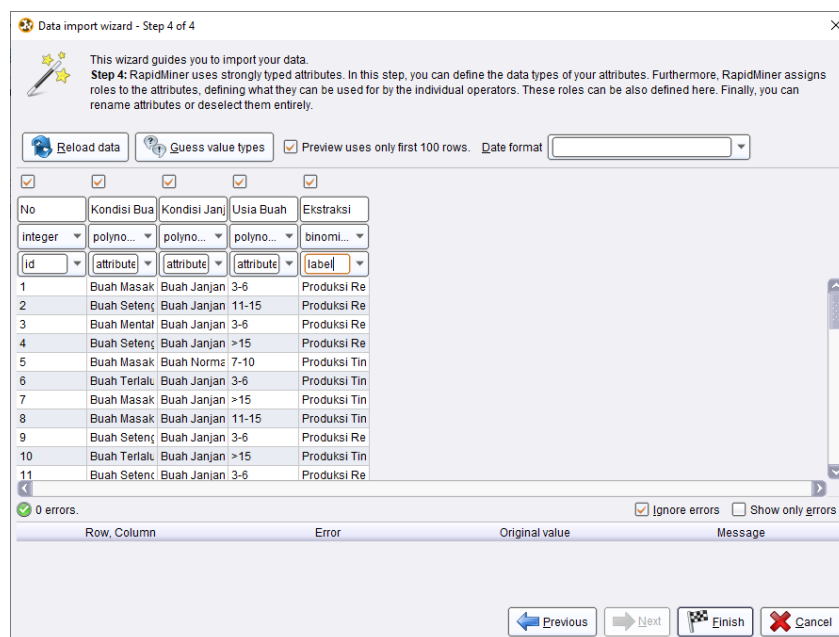 Data import wizard - Step 4 of 4
This wizard guides you to import your data.
Step 4: RapidMiner uses strongly typed attributes. In this step, you can define the data types of your attributes. Furthermore, RapidMiner assigns
roles to the attributes, defining what they can be used for by the individual operators. These roles can be also defined here. Finally, you can
rename attributes or deselect them entirely.
Reload data Guess value types Preview uses only first 100 rows. Date format
No Kondisi Bua Kondisi Janj Usia Buah Ekstraksi
integer polyno... polyno... polyno... binomi...
id attribute attribute attribute label
1 Buah Masak Buah Janjan 3-6 Produksi Re
2 Buah Seteng Buah Janjan 11-15 Produksi Re
3 Buah Mental Buah Janjan 3-6 Produksi Re
4 Buah Seteng Buah Janjan >15 Produksi Re
5 Buah Masak Buah Norma 7-10 Produksi Tin
6 Buah Terlalu Buah Janjan 3-6 Produksi Tin
7 Buah Masak Buah Janjan >15 Produksi Tin
8 Buah Masak Buah Janjan 11-15 Produksi Tin
9 Buah Seteng Buah Janjan 3-6 Produksi Re
10 Buah Terlalu Buah Janjan >15 Produksi Tin
11 Buah Seteng Buah Janjan 3-6 Produksi Re
0 errors. Ignore errors Show only errors
Row, Column Error Original value Message
Previous Next Finish Cancel